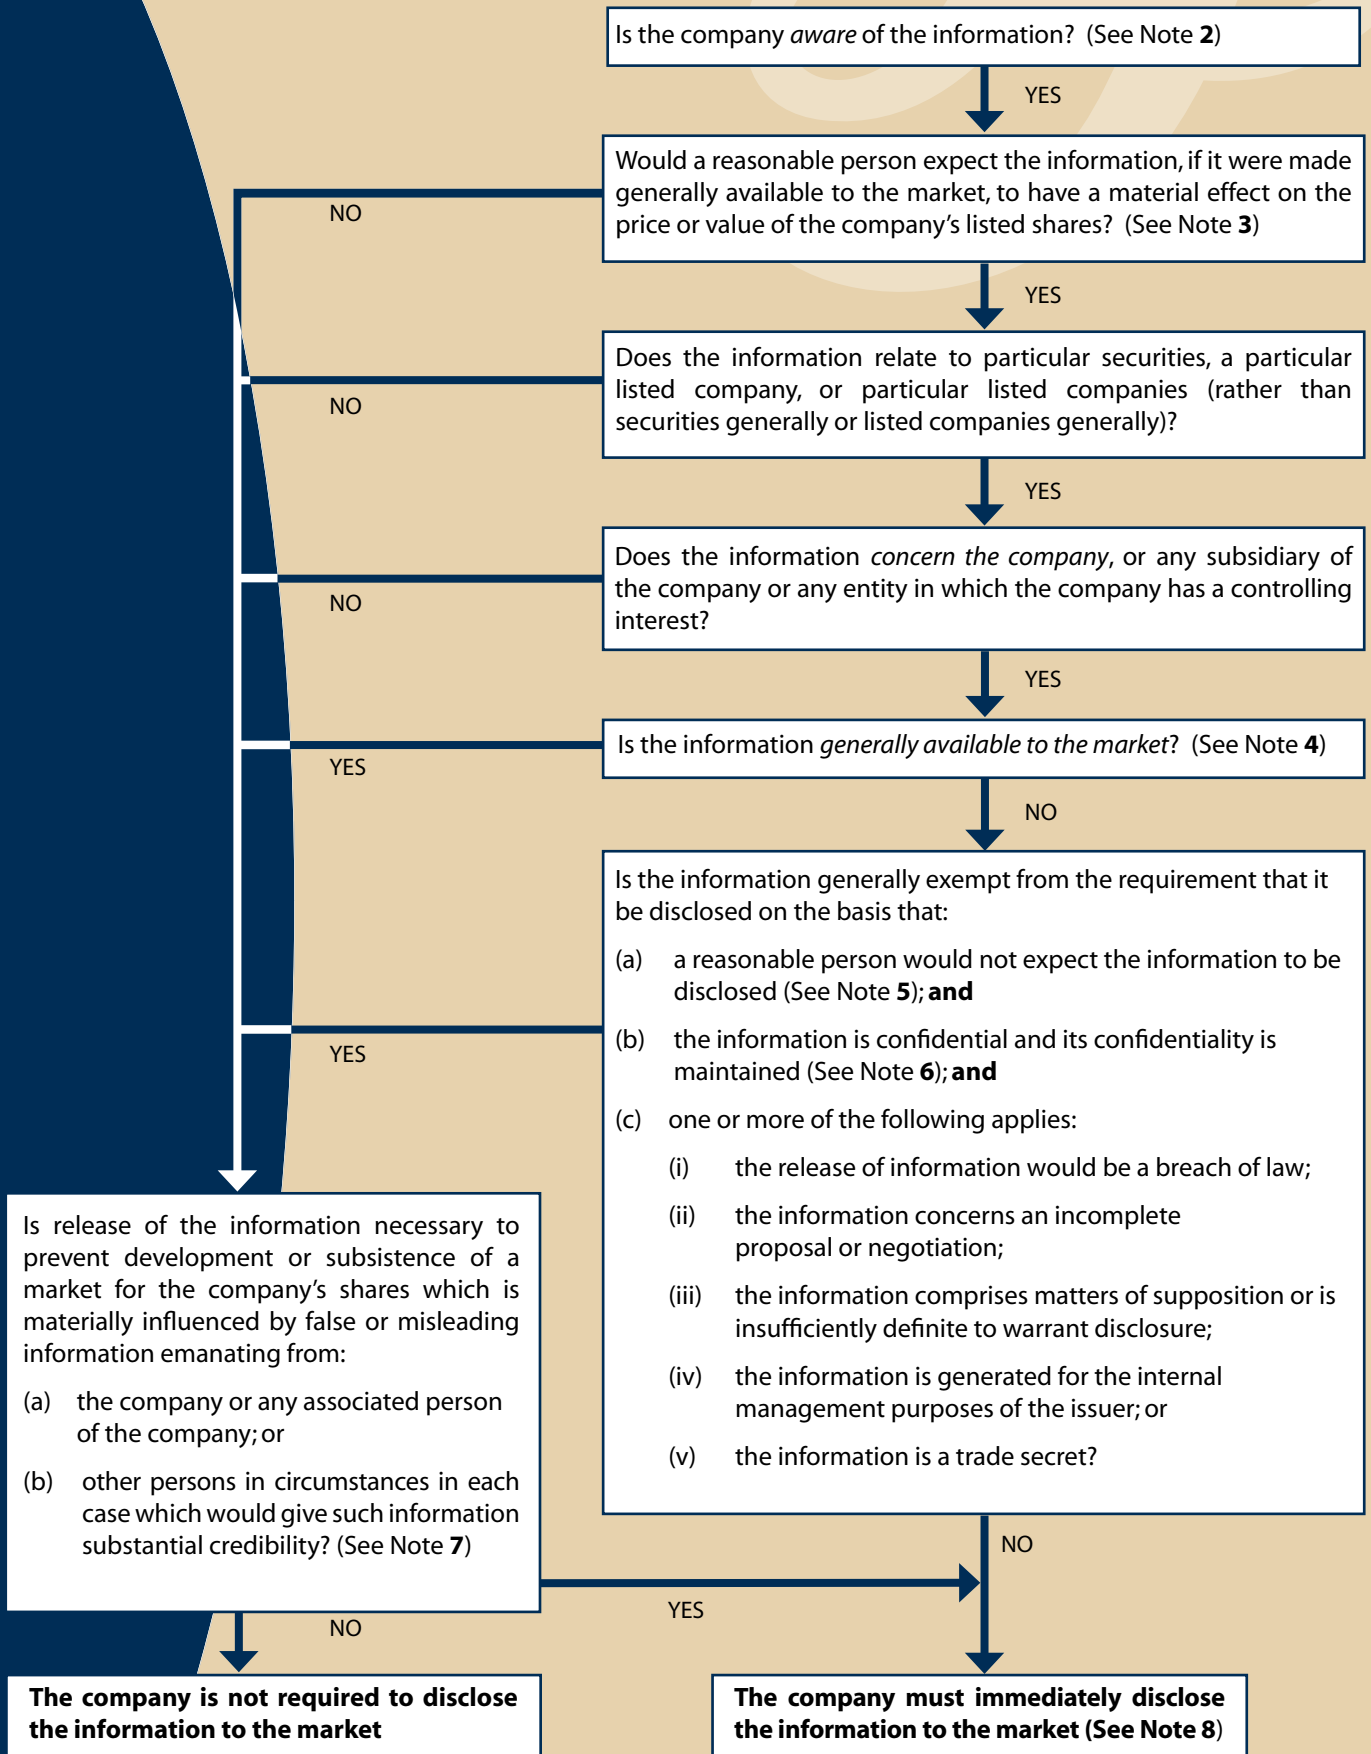 Is the company aware of the information? (See Note 2)
YES
Would a reasonable person expect the information, if it were made
generally available to the market, to have a material effect on the
price or value of the company's listed shares? (See Note 3)
NO
YES
Does the information relate to particular securities, a particular
listed company, or particular listed companies (rather than
securities generally or listed companies generally)?
NO
YES
Does the information concern the company, or any subsidiary of
the company or any entity in which the company has a controlling
interest?
NO
YES
Is the information generally available to the market? (See Note 4)
YES
NO
Is the information generally exempt from the requirement that it
be disclosed on the basis that:
(a) a reasonable person would not expect the information to be
disclosed (See Note 5); and
(b) the information is confidential and its confidentiality is
maintained (See Note 6); and
(c) one or more of the following applies:
(i) the release of information would be a breach of law;
(ii) the information concerns an incomplete
proposal or negotiation;
(iii) the information comprises matters of supposition or is
insufficiently definite to warrant disclosure;
(iv) the information is generated for the internal
management purposes of the issuer; or
(v) the information is a trade secret?
YES
NO
Is release of the information necessary to
prevent development or subsistence of a
market for the company's shares which is
materially influenced by false or misleading
information emanating from:
(a) the company or any associated person
of the company; or
(b) other persons in circumstances in each
case which would give such information
substantial credibility? (See Note 7)
YES
NO
The company is not required to disclose
the information to the market
The company must immediately disclose
the information to the market (See Note 8)